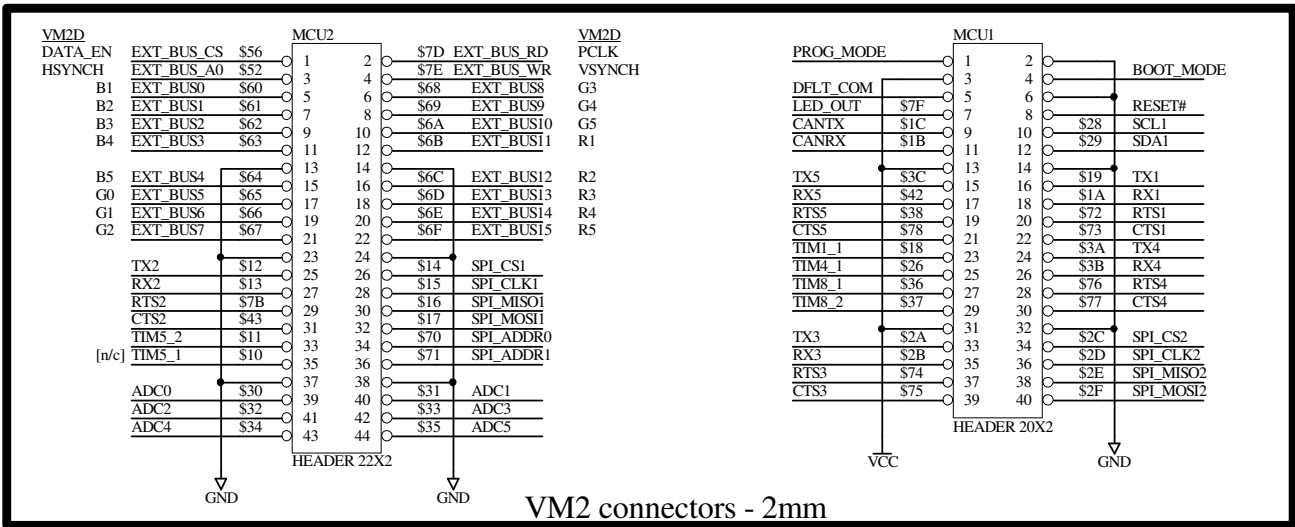 VM2D MCU2 VM2D
DATA_EN EXT_BUS_CS $56 1 2 $7D EXT_BUS_RD PCLK
HSYNCH EXT_BUS_A0 $52 3 4 $7E EXT_BUS_WR VSYNCH
B1 EXT_BUS0 $60 5 6 $68 EXT_BUS8 G3
B2 EXT_BUS1 $61 7 8 $69 EXT_BUS9 G4
B3 EXT_BUS2 $62 9 10 $6A EXT_BUS10 G5
B4 EXT_BUS3 $63 11 12 $6B EXT_BUS11 R1
13 14
B5 EXT_BUS4 $64 15 16 $6C EXT_BUS12 R2
G0 EXT_BUS5 $65 17 18 $6D EXT_BUS13 R3
G1 EXT_BUS6 $66 19 20 $6E EXT_BUS14 R4
G2 EXT_BUS7 $67 21 22 $6F EXT_BUS15 R5
23 24
TX2 $12 25 26 $14 SPI_CS1
RX2 $13 27 28 $15 SPI_CLK1
RTS2 $7B 29 30 $16 SPI_MISO1
CTS2 $43 31 32 $17 SPI_MOSI1
TIM5_2 $11 33 34 $70 SPI_ADDR0
[n/c] TIM5_1 $10 35 36 $71 SPI_ADDR1
37 38
ADC0 $30 39 40 $31 ADC1
ADC2 $32 41 42 $33 ADC3
ADC4 $34 43 44 $35 ADC5
HEADER 22X2
GND GND
MCU1
PROG_MODE 1 2
3 4 BOOT_MODE
DFLT_COM 5 6
LED_OUT $7F 7 8 RESET#
CANTX $1C 9 10 $28 SCL1
CANRX $1B 11 12 $29 SDA1
13 14
TX5 $3C 15 16 $19 TX1
RX5 $42 17 18 $1A RX1
RTS5 $38 19 20 $72 RTS1
CTS5 $78 21 22 $73 CTS1
TIM1_1 $18 23 24 $3A TX4
TIM4_1 $26 25 26 $3B RX4
TIM8_1 $36 27 28 $76 RTS4
TIM8_2 $37 29 30 $77 CTS4
31 32
TX3 $2A 33 34 $2C SPI_CS2
RX3 $2B 35 36 $2D SPI_CLK2
RTS3 $74 37 38 $2E SPI_MISO2
CTS3 $75 39 40 $2F SPI_MOSI2
HEADER 20X2
VCC GND
VM2 connectors - 2mm